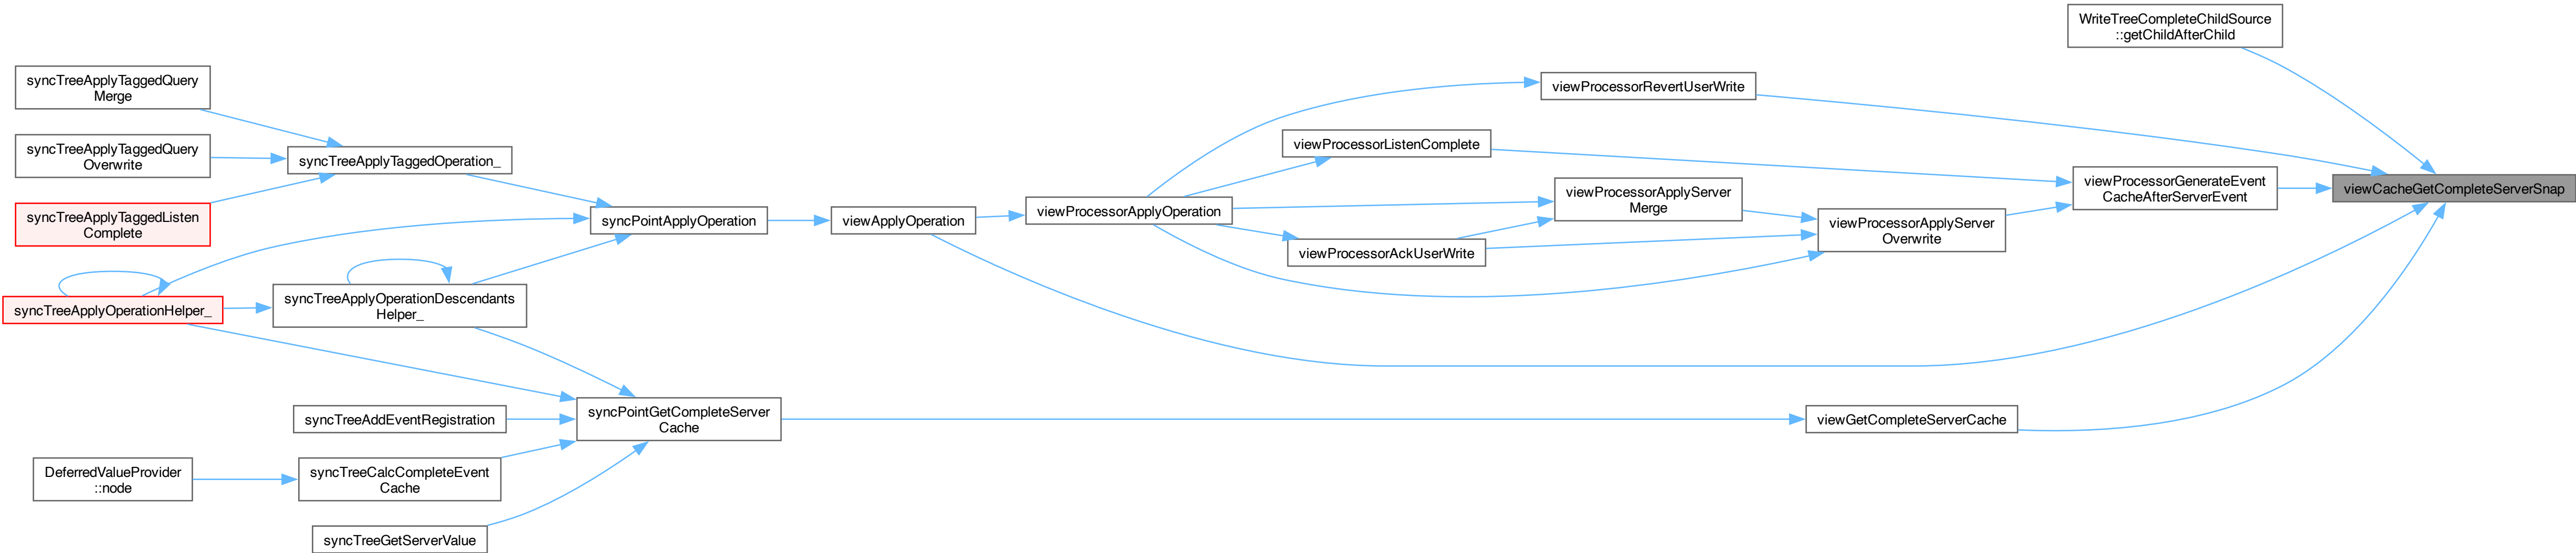 WriteTreeCompleteChildSource
::getChildAfterChild
syncTreeApplyTaggedQuery
Merge
viewProcessorRevertUserWrite
viewProcessorListenComplete
syncTreeApplyTaggedQuery
Overwrite
syncTreeApplyTaggedOperation_
viewProcessorGenerateEvent
CacheAfterServerEvent
viewCacheGetCompleteServerSnap
viewProcessorApplyServer
Merge
viewProcessorApplyOperation
syncTreeApplyTaggedListen
Complete
syncPointApplyOperation
viewApplyOperation
viewProcessorApplyServer
Overwrite
viewProcessorAckUserWrite
syncTreeApplyOperationDescendants
Helper_
syncTreeApplyOperationHelper_
syncTreeAddEventRegistration
syncPointGetCompleteServer
Cache
viewGetCompleteServerCache
DeferredValueProvider
::node
syncTreeCalcCompleteEvent
Cache
syncTreeGetServerValue